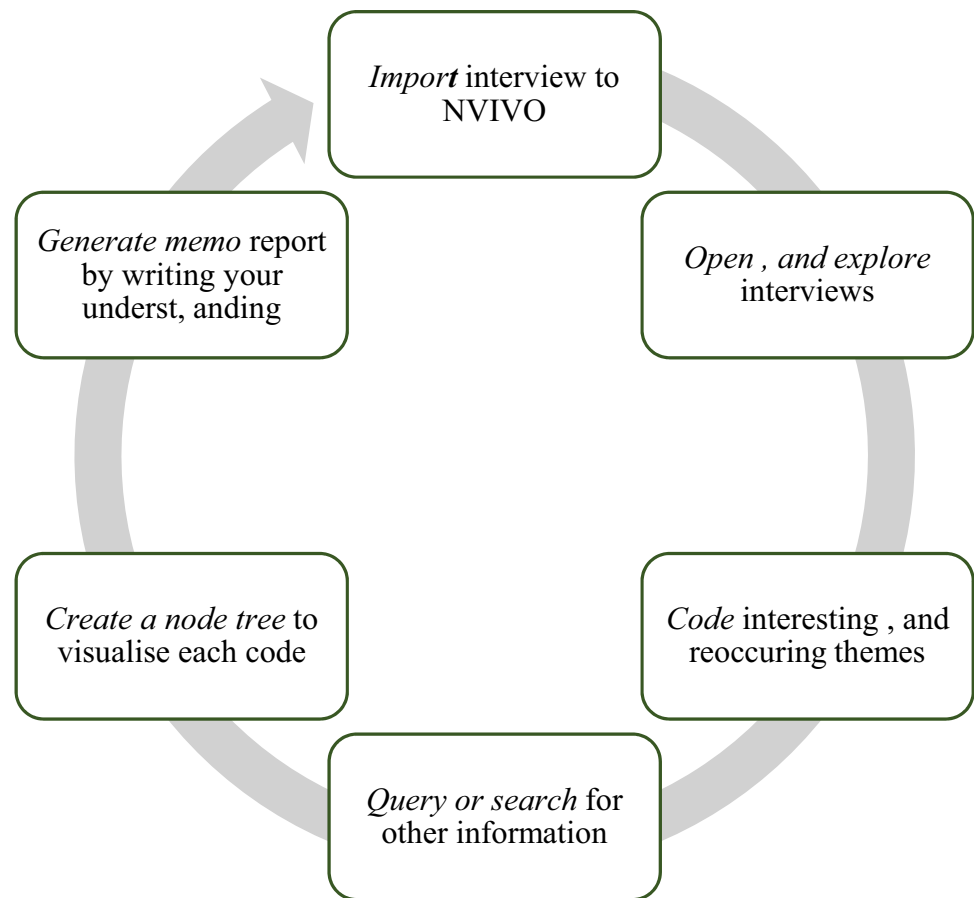 Import interview to
NVIVO
Open , and explore
interviews
Code interesting , and
reoccuring themes
Query or search for
other information
Create a node tree to
visualise each code
Generate memo report
by writing your
underst, anding